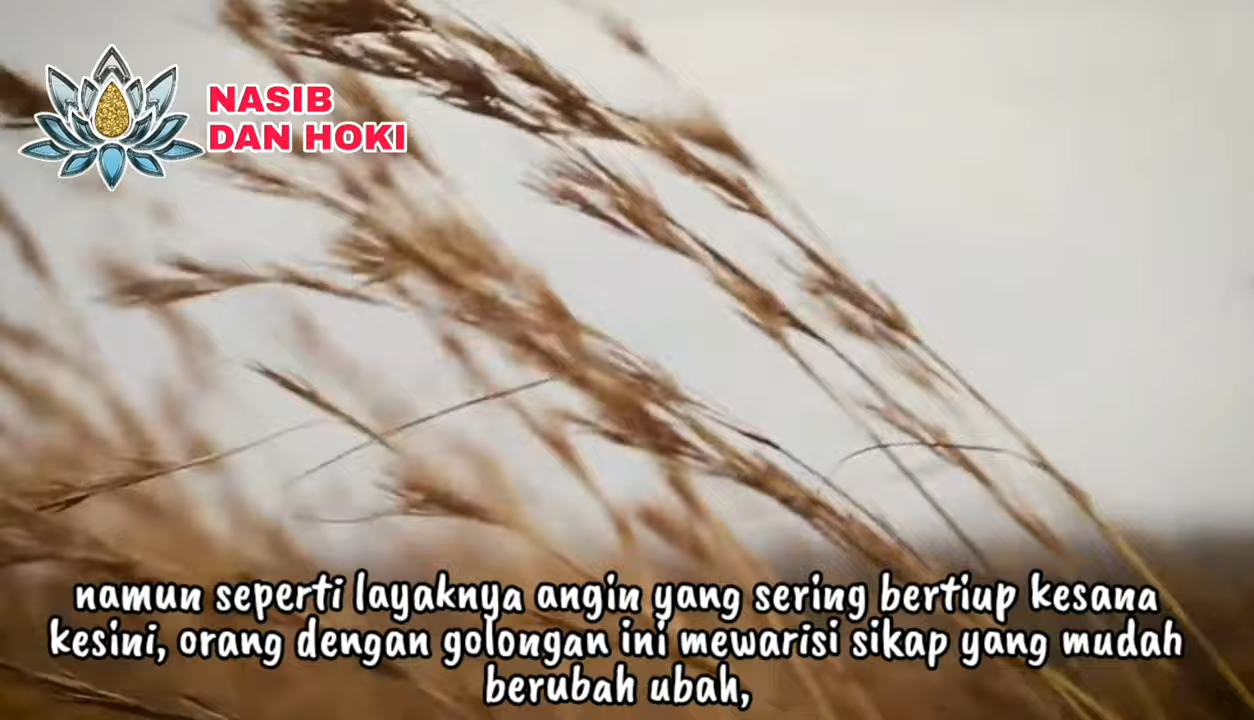 NASIB
DAN HOKI
namun seperti layaknya angin yang sering bertiup kesana
kesini, orang dengan golongan ini mewarisi sikap yang mudah
berubah ubah,